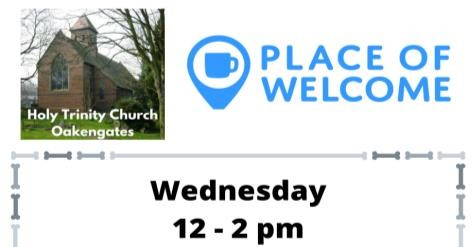 Holy Trinity Church
Oakengates
PLACE OF
WELCOME
Wednesday
12 - 2 pm